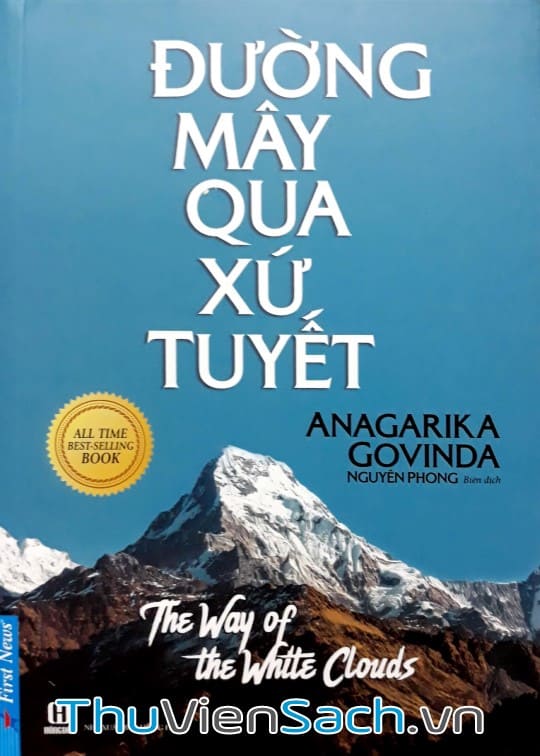 ĐƯỜNG
MÂY
QUA
XỨ
TUYẾT
ALL TIME
BEST-SELLING
BOOK
ANAGARIKA
GOVINDA
NGUYÊN PHONG Biên dịch
The Way of
the White Clouds
First News
ThuVienSach.vn